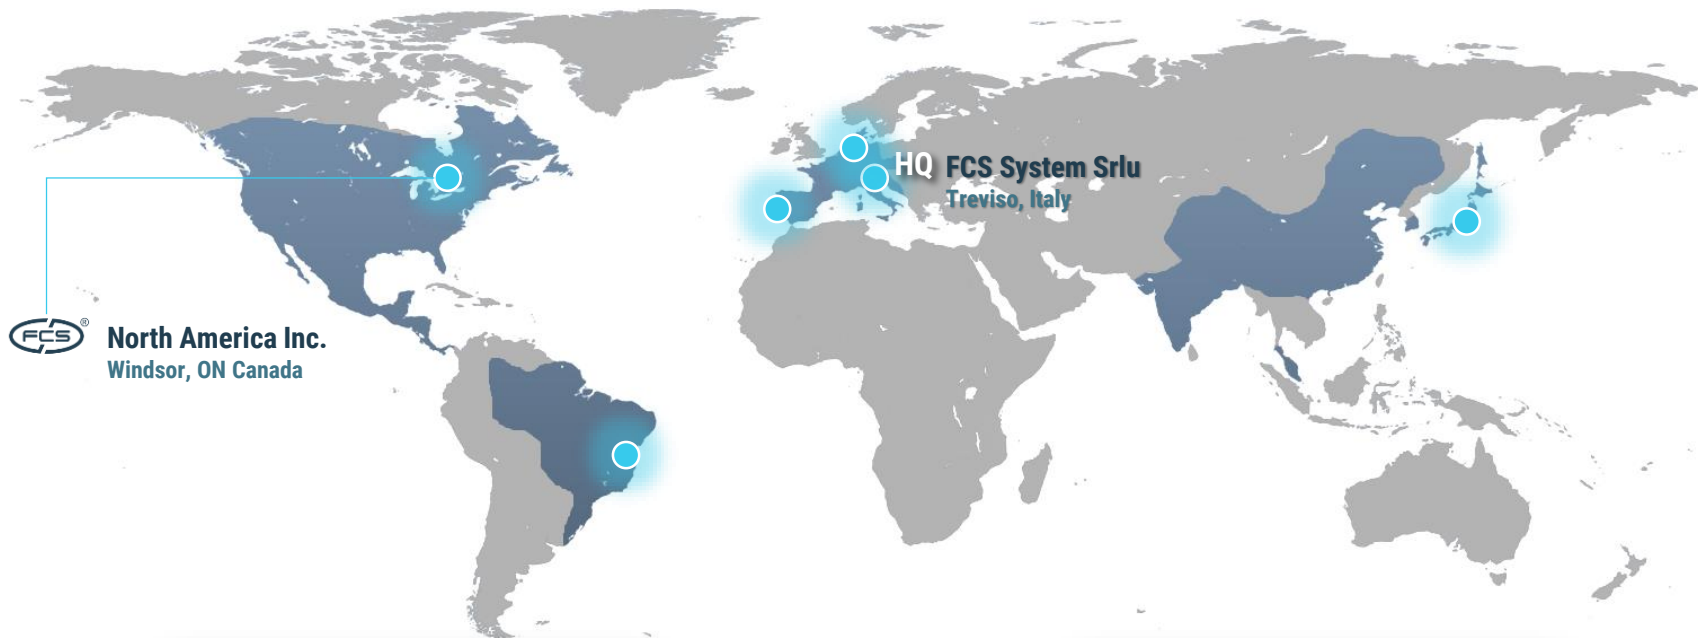 HQ FCS System Srlu
Treviso, Italy
FCS® North America Inc.
Windsor, ON Canada